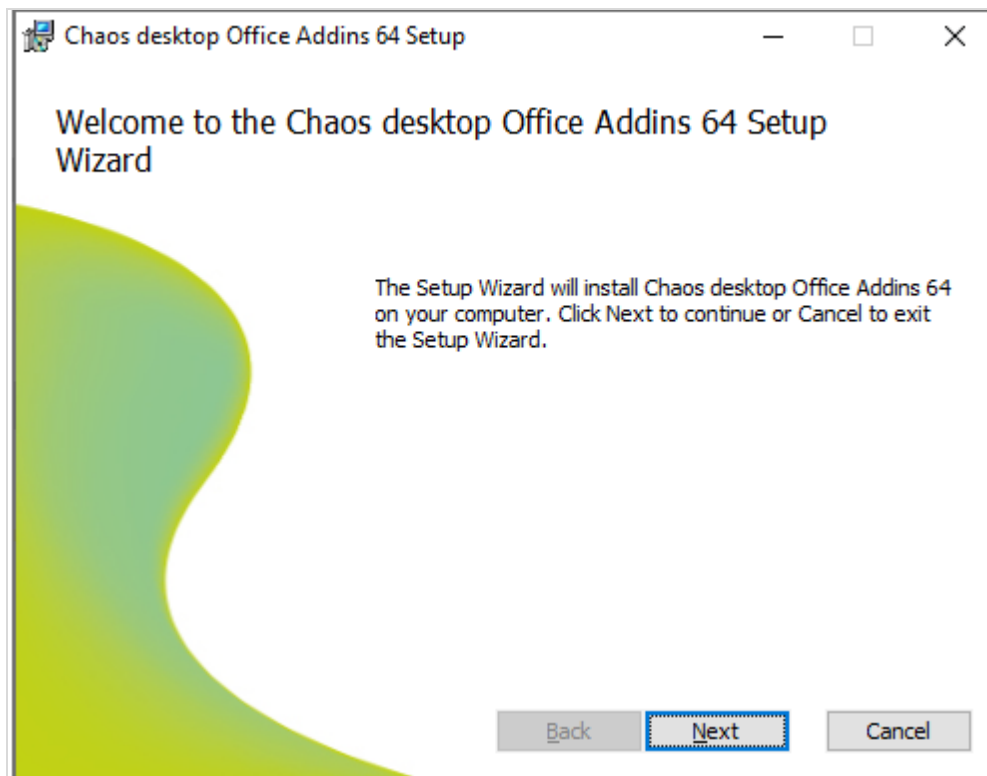 Chaos desktop Office Addins 64 Setup
Welcome to the Chaos desktop Office Addins 64 Setup
Wizard
The Setup Wizard will install Chaos desktop Office Addins 64
on your computer. Click Next to continue or Cancel to exit
the Setup Wizard.
Back
Next
Cancel